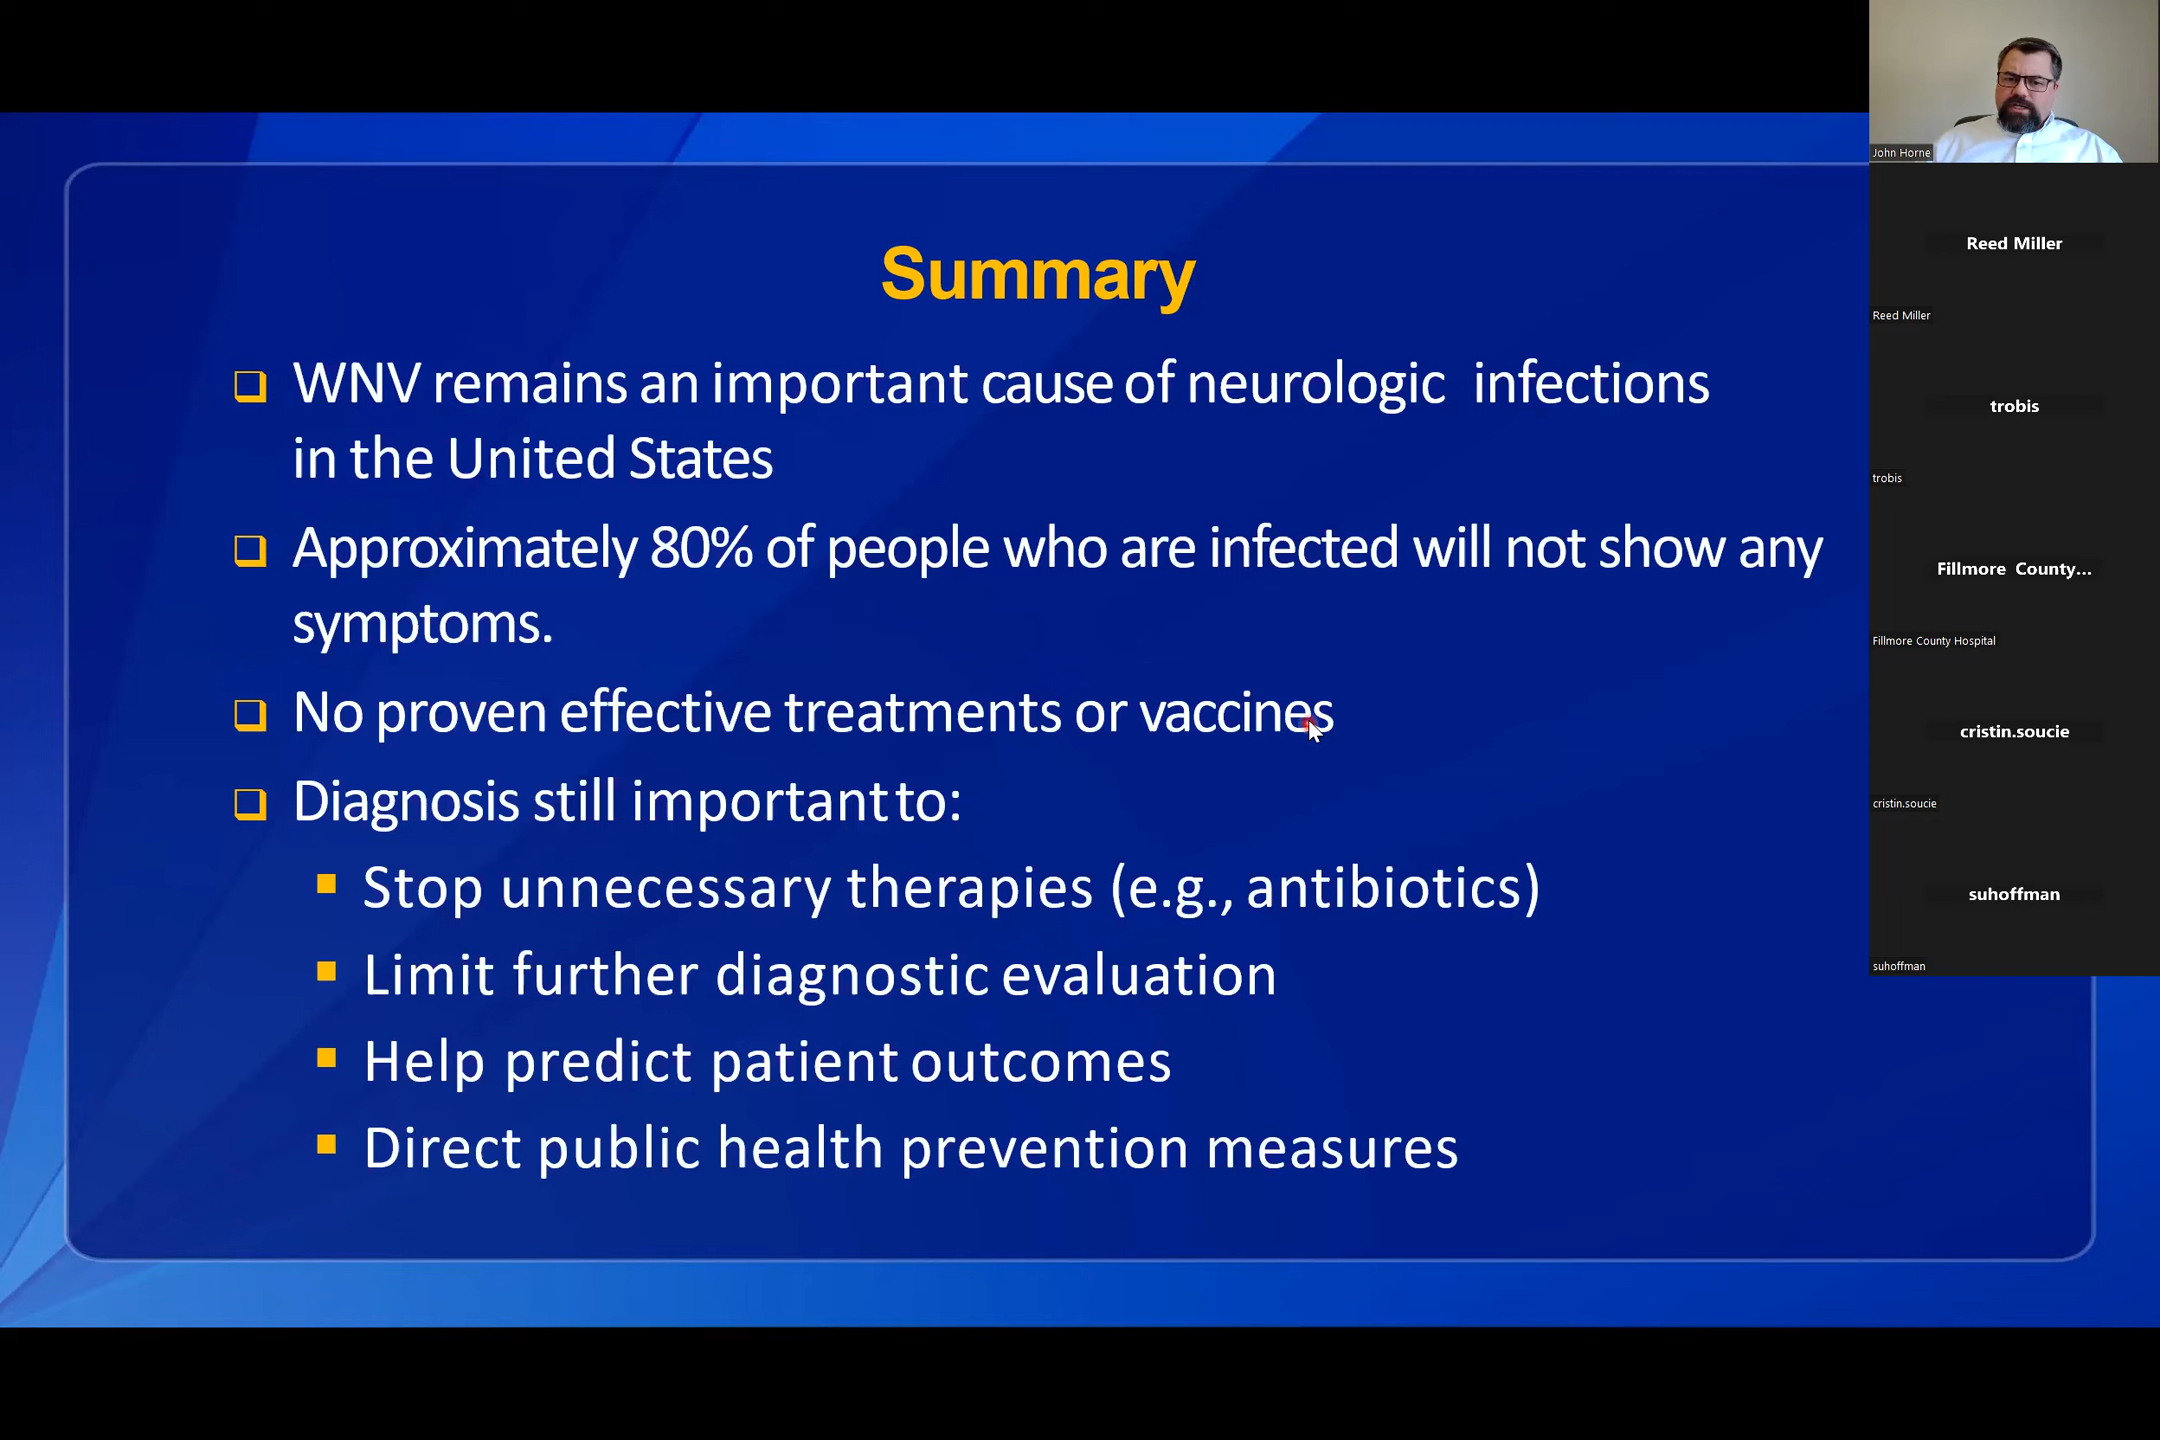 Summary
WNV remains an important cause of neurologic infections
in the United States
Approximately 80% of people who are infected will not show any
symptoms.
No proven effective treatments or vaccines
Diagnosis still important to:
Stop unnecessary therapies (e.g., antibiotics)
Limit further diagnostic evaluation
Help predict patient outcomes
Direct public health prevention measures
John Horne
Reed Miller
Reed Miller
trobis
trobis
Fillmore County...
Fillmore County Hospital
cristin.soucie
cristin.soucie
suhoffman
suhoffman